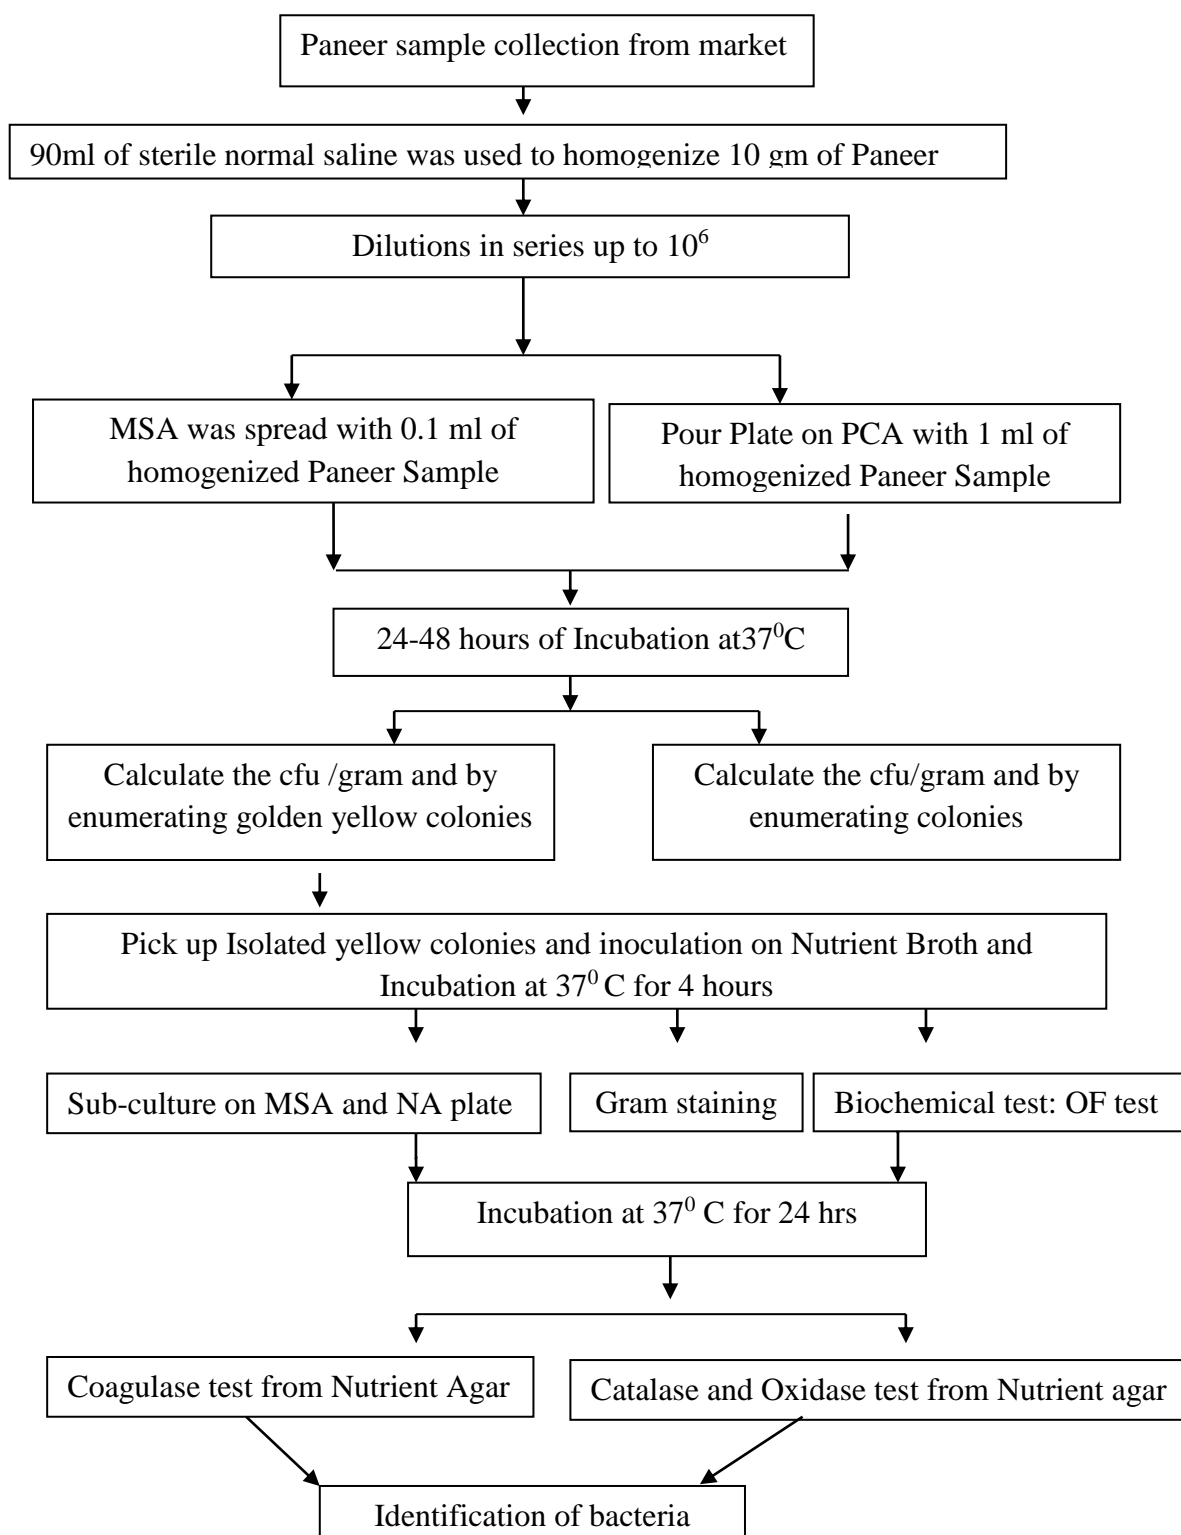 Paneer sample collection from market
90ml of sterile normal saline was used to homogenize 10 gm of Paneer
Dilutions in series up to 10⁶
MSA was spread with 0.1 ml of
homogenized Paneer Sample
Pour Plate on PCA with 1 ml of
homogenized Paneer Sample
24-48 hours of Incubation at37⁰C
Calculate the cfu /gram and by
enumerating golden yellow colonies
Calculate the cfu/gram and by
enumerating colonies
Pick up Isolated yellow colonies and inoculation on Nutrient Broth and
Incubation at 37⁰ C for 4 hours
Sub-culture on MSA and NA plate
Gram staining
Biochemical test: OF test
Incubation at 37⁰ C for 24 hrs
Coagulase test from Nutrient Agar
Catalase and Oxidase test from Nutrient agar
Identification of bacteria